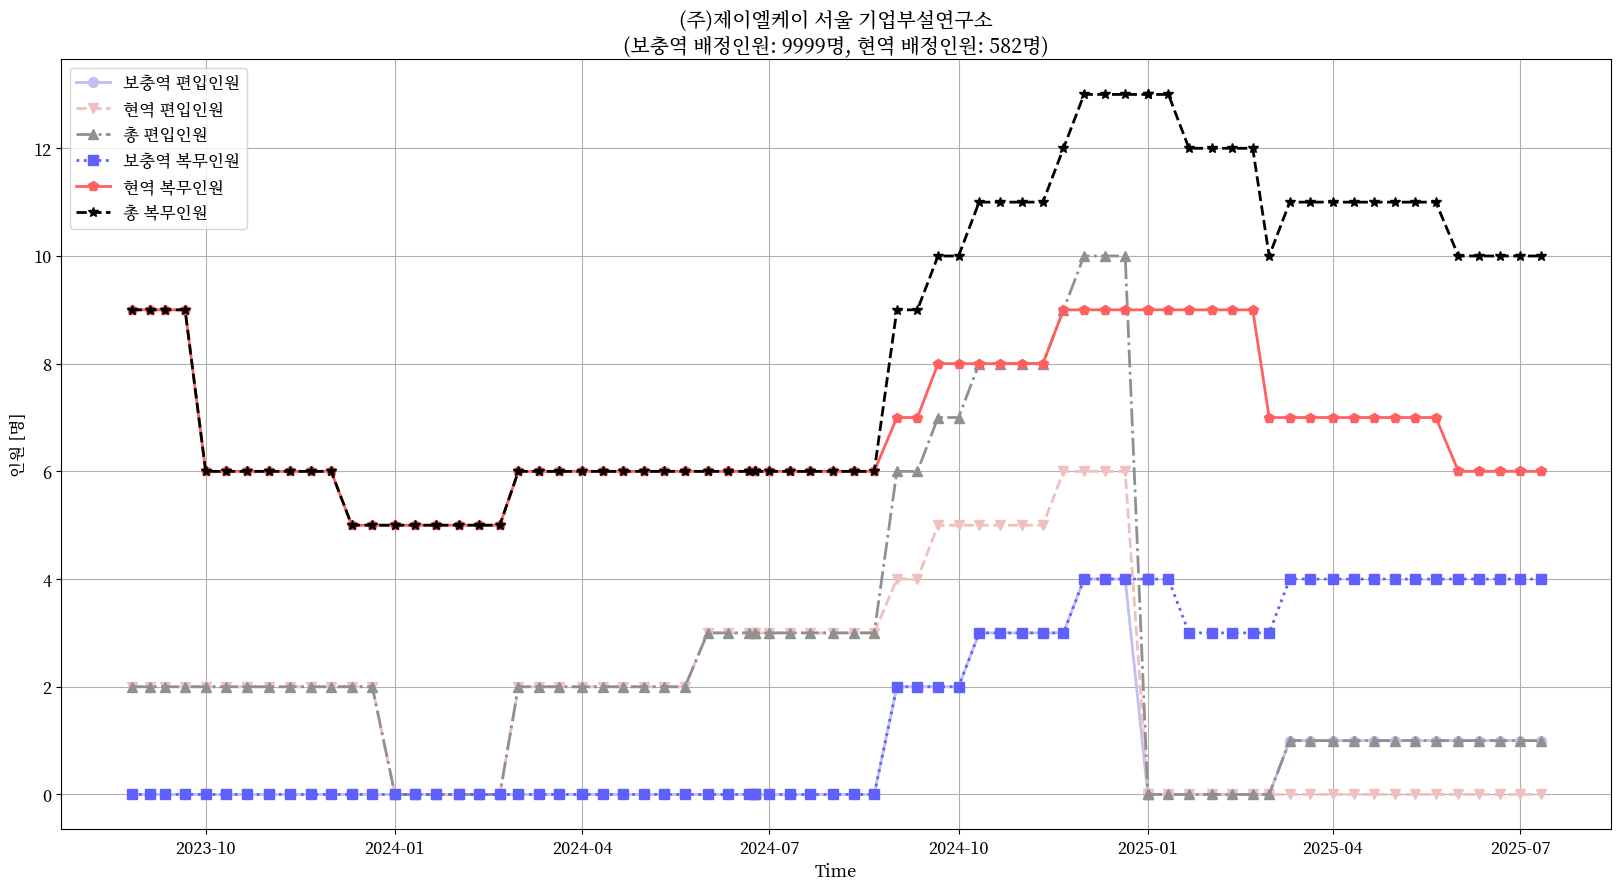 (주)제이엘케이 서울 기업부설연구소
(보충역 배정인원: 9999명, 현역 배정인원: 582명)
보충역 편입인원
현역 편입인원
총 편입인원
보충역 복무인원
현역 복무인원
총 복무인원
인원 [명]
12
10
8
6
4
2
0
2023-10
2024-01
2024-04
2024-07
2024-10
2025-01
2025-04
2025-07
Time